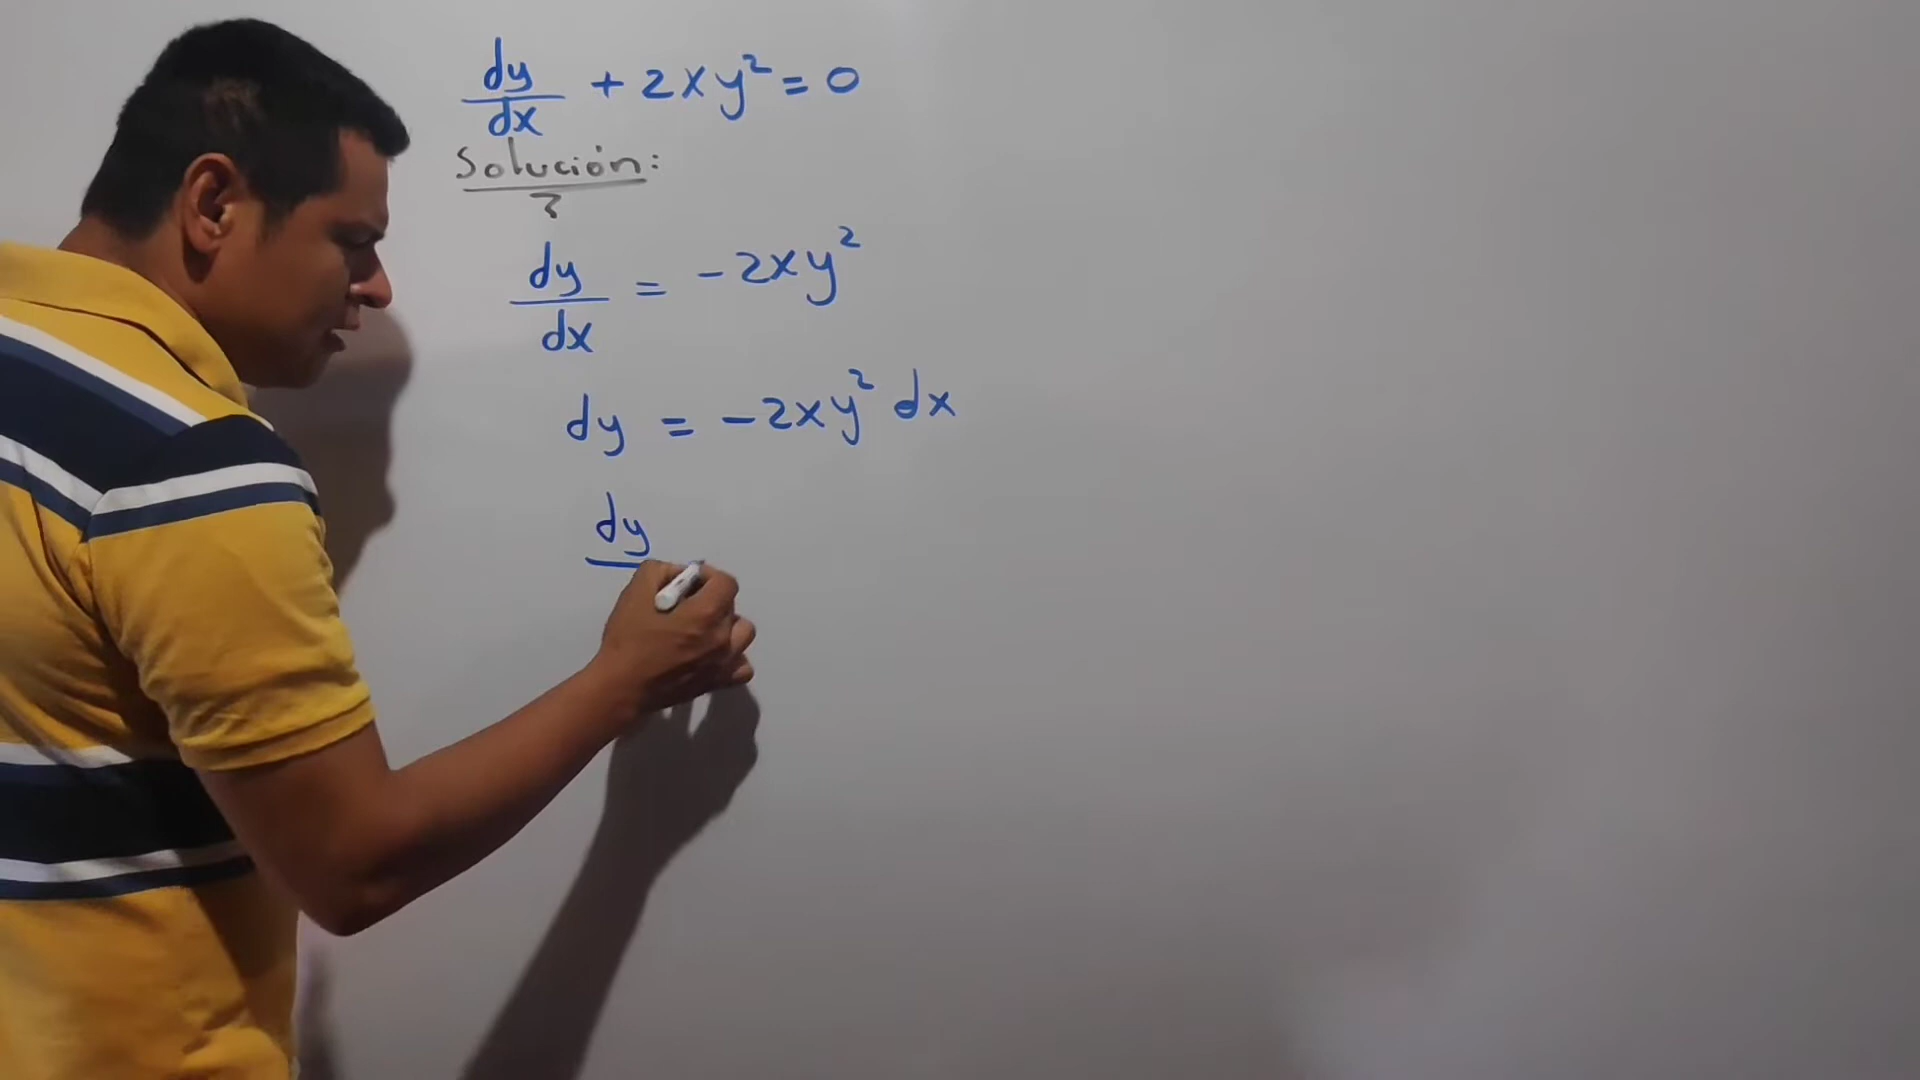 dy/dx + 2xy² = 0
Solución:
dy/dx = -2xy²
dy = -2xy² dx
dy